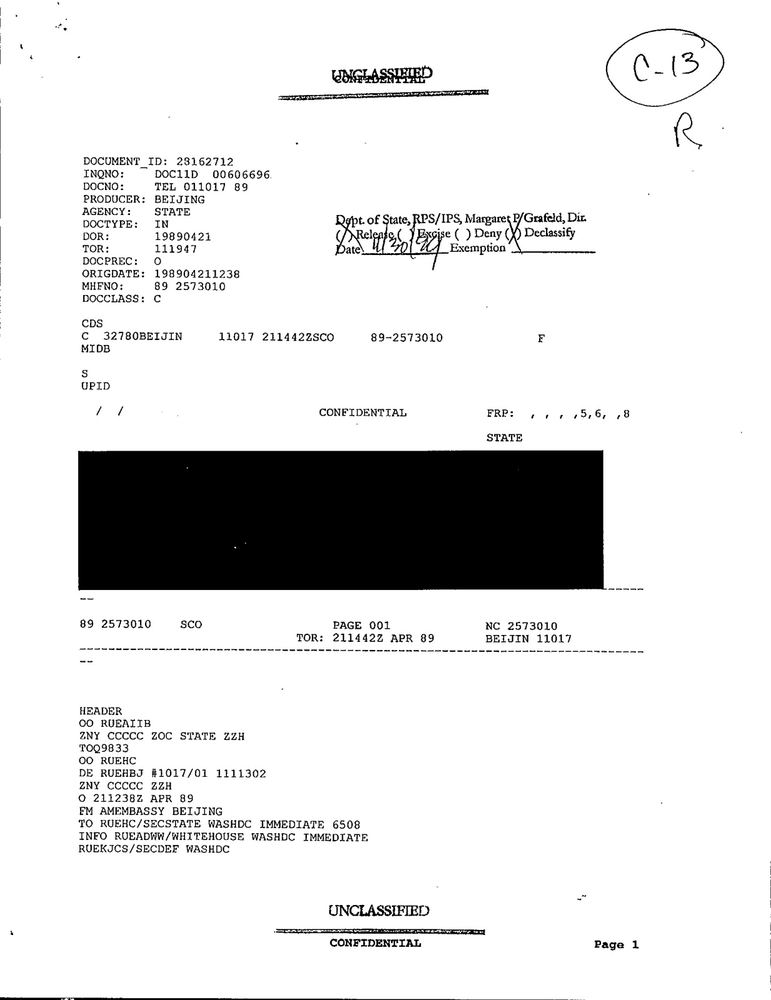 UNCLASSIFIED
CONFIDENTIAL
C-13
R
DOCUMENT_ID: 28162712
INQNO: DOC11D 00606696
DOCNO: TEL 011017 89
PRODUCER: BEIJING
AGENCY: STATE
DOCTYPE: IN
DOR: 19890421
TOR: 111947
DOCPREC: O
ORIGDATE: 198904211238
MHFNO: 89 2573010
DOCCLASS: C
Dept. of State, RPS/IPS, Margaret P. Grafeld, Dir.
( ) Release ( ) Excise ( ) Deny (X) Declassify
Date Exemption
CDS
C 32780BEIJIN 11017 211442ZSCO 89-2573010 F
MIDB
S
UPID
/ / CONFIDENTIAL FRP: , , , ,5,6, ,8
STATE
--
89 2573010 SCO PAGE 001 NC 2573010
TOR: 211442Z APR 89 BEIJIN 11017
--
HEADER
OO RUEAIIB
ZNY CCCCC ZOC STATE ZZH
TOQ9833
OO RUEHC
DE RUEHBJ #1017/01 1111302
ZNY CCCCC ZZH
O 211238Z APR 89
FM AMEMBASSY BEIJING
TO RUEHC/SECSTATE WASHDC IMMEDIATE 6508
INFO RUEADWW/WHITEHOUSE WASHDC IMMEDIATE
RUEKJCS/SECDEF WASHDC
UNCLASSIFIED
CONFIDENTIAL Page 1